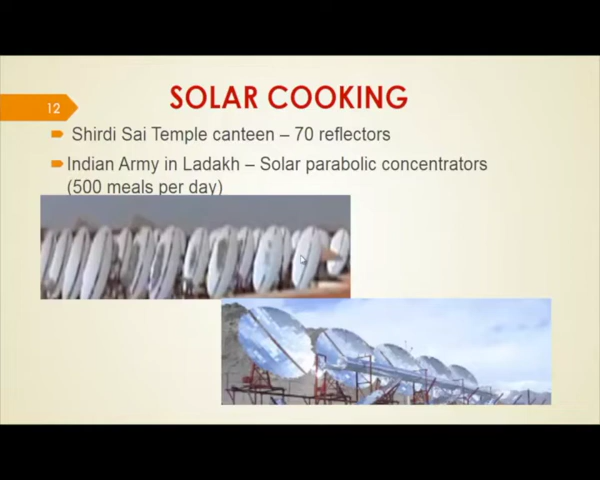 SOLAR COOKING
12
Shirdi Sai Temple canteen – 70 reflectors
Indian Army in Ladakh – Solar parabolic concentrators
(500 meals per day)